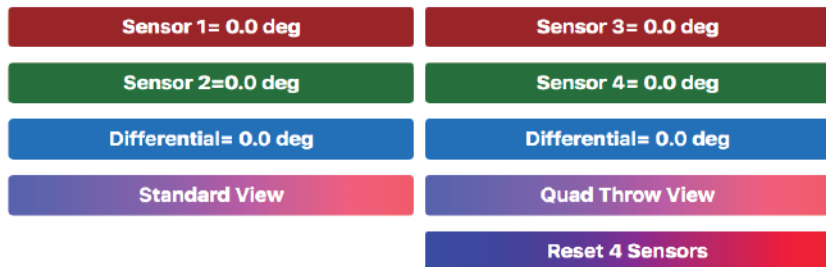 Sensor 1= 0.0 deg
Sensor 3= 0.0 deg
Sensor 2=0.0 deg
Sensor 4= 0.0 deg
Differential= 0.0 deg
Differential= 0.0 deg
Standard View
Quad Throw View
Reset 4 Sensors